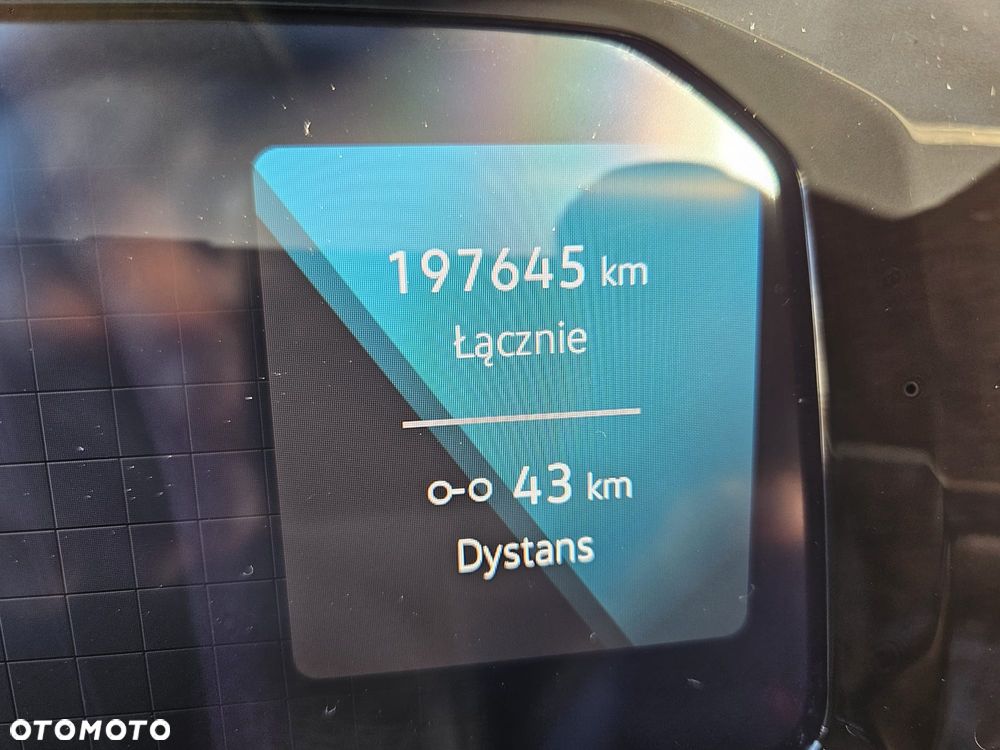 197645 km
Łącznie
43 km
Dystans
OTOMOTO